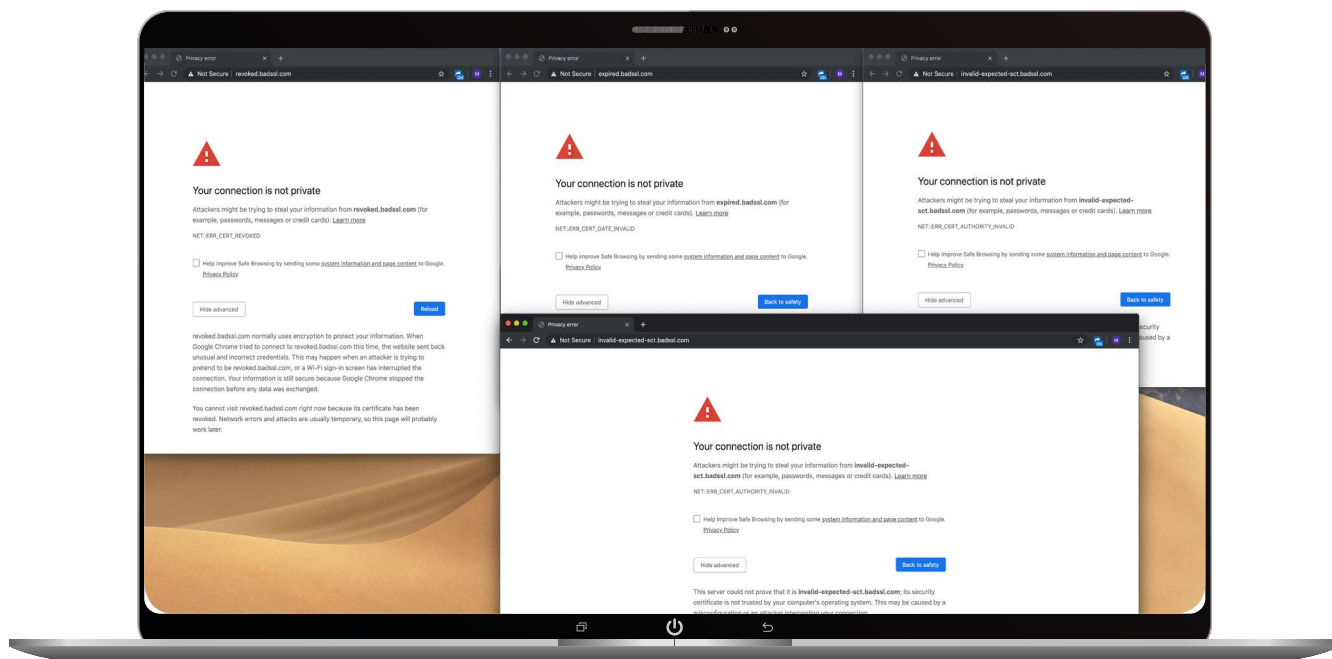 Privacy error
Not Secure | revoked.badssl.com
ON
M
Your connection is not private
Attackers might be trying to steal your information from revoked.badssl.com (for
example, passwords, messages or credit cards). Learn more
NET::ERR_CERT_REVOKED
Help improve Safe Browsing by sending some system information and page content to Google.
Privacy Policy
Hide advanced
Reload
revoked.badssl.com normally uses encryption to protect your information. When
Google Chrome tried to connect to revoked.badssl.com this time, the website sent back
unusual and incorrect credentials. This may happen when an attacker is trying to
pretend to be revoked.badssl.com, or a Wi-Fi sign-in screen has interrupted the
connection. Your information is still secure because Google Chrome stopped the
connection before any data was exchanged.
You cannot visit revoked.badssl.com right now because its certificate has been
revoked. Network errors and attacks are usually temporary, so this page will probably
work later.
Privacy error
Not Secure | expired.badssl.com
ON
M
Your connection is not private
Attackers might be trying to steal your information from expired.badssl.com (for
example, passwords, messages or credit cards). Learn more
NET::ERR_CERT_DATE_INVALID
Help improve Safe Browsing by sending some system information and page content to Google.
Privacy Policy
Hide advanced
Back to safety
Privacy error
Not Secure | invalid-expected-sct.badssl.com
ON
M
Your connection is not private
Attackers might be trying to steal your information from invalid-expected-
sct.badssl.com (for example, passwords, messages or credit cards). Learn more
NET::ERR_CERT_AUTHORITY_INVALID
Help improve Safe Browsing by sending some system information and page content to Google.
Privacy Policy
Hide advanced
Back to safety
security
caused by a
Privacy error
Not Secure | invalid-expected-sct.badssl.com
ON
M
Your connection is not private
Attackers might be trying to steal your information from invalid-expected-
sct.badssl.com (for example, passwords, messages or credit cards). Learn more
NET::ERR_CERT_AUTHORITY_INVALID
Help improve Safe Browsing by sending some system information and page content to Google.
Privacy Policy
Hide advanced
Back to safety
This server could not prove that it is invalid-expected-sct.badssl.com; its security
certificate is not trusted by your computer's operating system. This may be caused by a
misconfiguration or an attacker intercepting your connection.